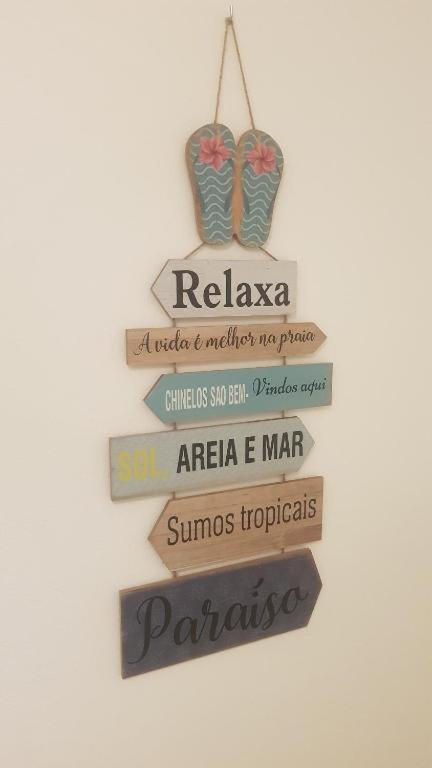 Relaxa
A vida é melhor na praia
CHINELOS SAO BEM- Vindos aqui
SOL, AREIA E MAR
Sumos tropicais
Paraíso